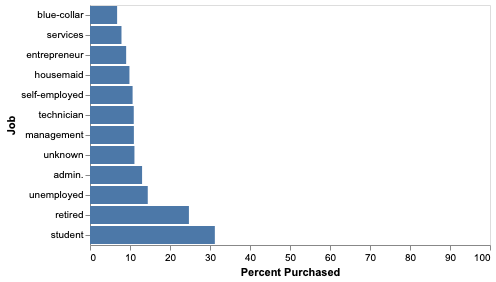 blue-collar
services
entrepreneur
housemaid
self-employed
technician
management
unknown
admin.
unemployed
retired
student
Job
0 10 20 30 40 50 60 70 80 90 100
Percent Purchased